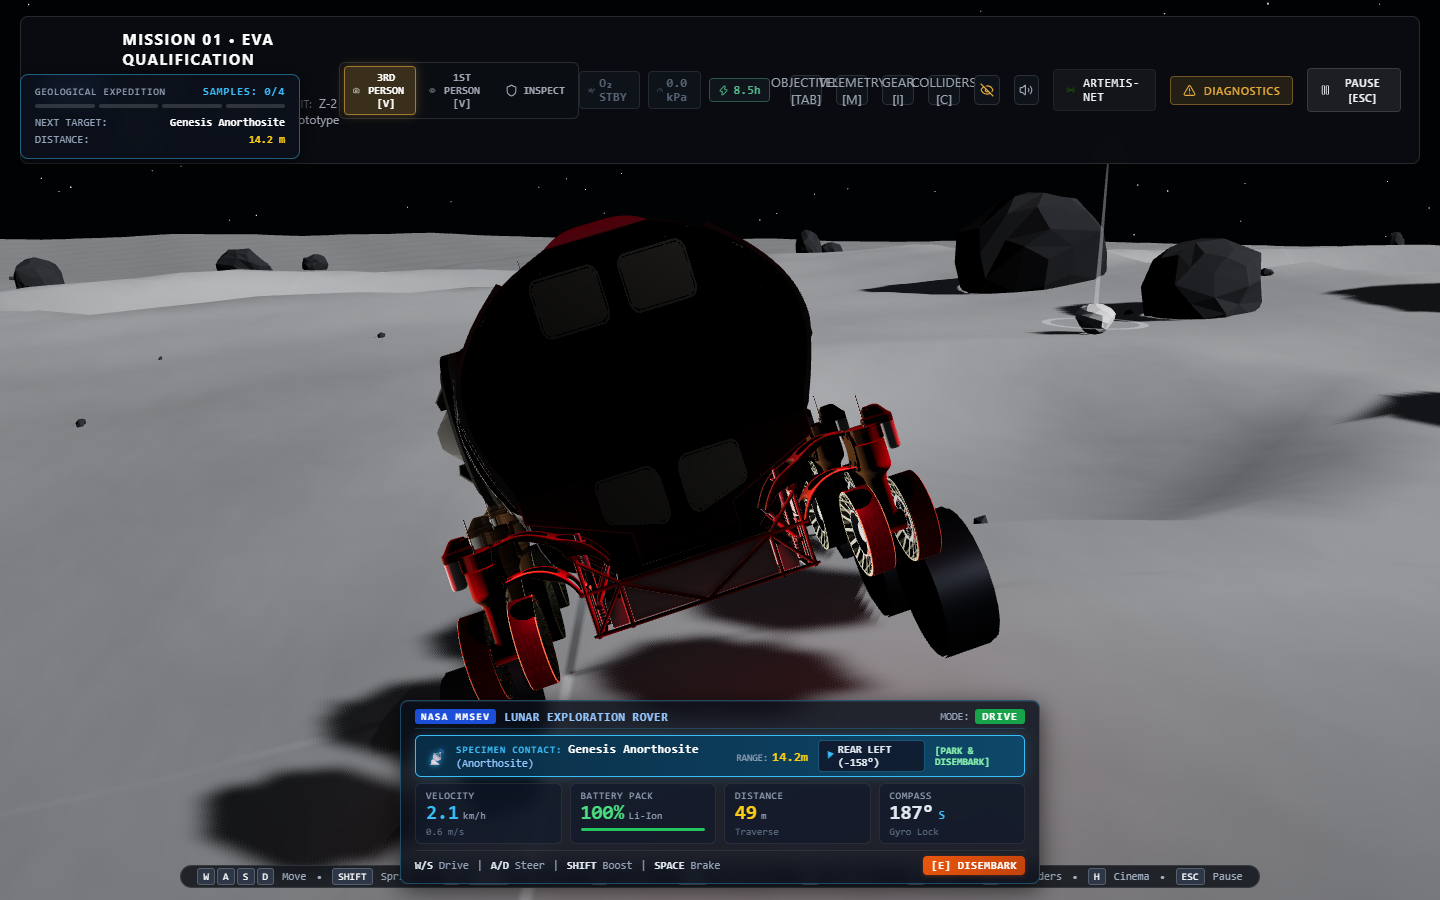 MISSION 01 • EVA
QUALIFICATION
GEOLOGICAL EXPEDITION SAMPLES: 0/4
NEXT TARGET: Genesis Anorthosite
DISTANCE: 14.2 m
IT: Z-2
ototype
3RD
PERSON
[V]
1ST
PERSON
[V]
INSPECT
O₂
STBY
0.0
kPa
8.5h
OBJECTIVES
[TAB]
TELEMETRY
[M]
GEAR
[I]
COLLIDERS
[C]
ARTEMIS-
NET
DIAGNOSTICS
PAUSE
[ESC]
NASA MMSEV LUNAR EXPLORATION ROVER MODE: DRIVE
SPECIMEN CONTACT: Genesis Anorthosite
(Anorthosite)
RANGE: 14.2m
REAR LEFT
(-158°)
[PARK &
DISEMBARK]
VELOCITY
2.1 km/h
0.6 m/s
BATTERY PACK
100% Li-Ion
DISTANCE
49 m
Traverse
COMPASS
187° S
Gyro Lock
W/S Drive | A/D Steer | SHIFT Boost | SPACE Brake
[E] DISEMBARK
W A S D Move • SHIFT Spr
ders • H Cinema • ESC Pause